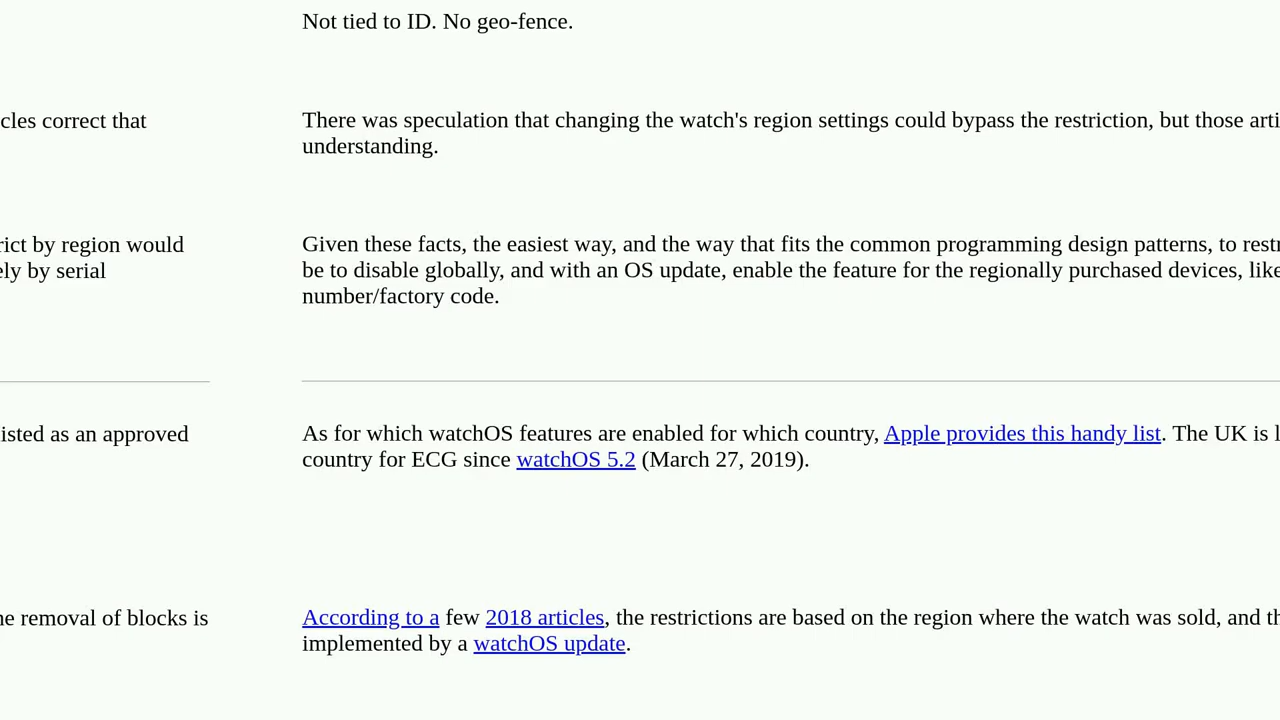 cles correct that
rict by region would
ely by serial
isted as an approved
he removal of blocks is
Not tied to ID. No geo-fence.
There was speculation that changing the watch's region settings could bypass the restriction, but those arti
understanding.
Given these facts, the easiest way, and the way that fits the common programming design patterns, to rest
be to disable globally, and with an OS update, enable the feature for the regionally purchased devices, like
number/factory code.
As for which watchOS features are enabled for which country, Apple provides this handy list. The UK is l
country for ECG since watchOS 5.2 (March 27, 2019).
According to a few 2018 articles, the restrictions are based on the region where the watch was sold, and th
implemented by a watchOS update.